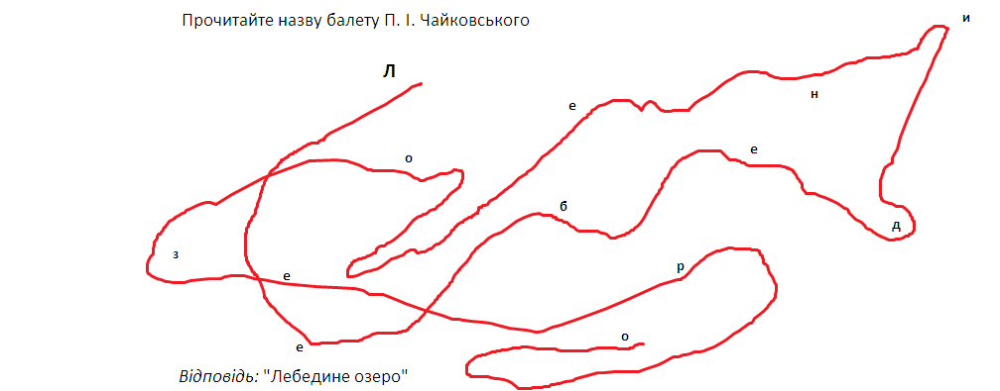 Прочитайте назву балету П. І. Чайковського
и
Л
е
н
о
е
б
д
з
р
е
о
е
Відповідь: "Лебедине озеро"